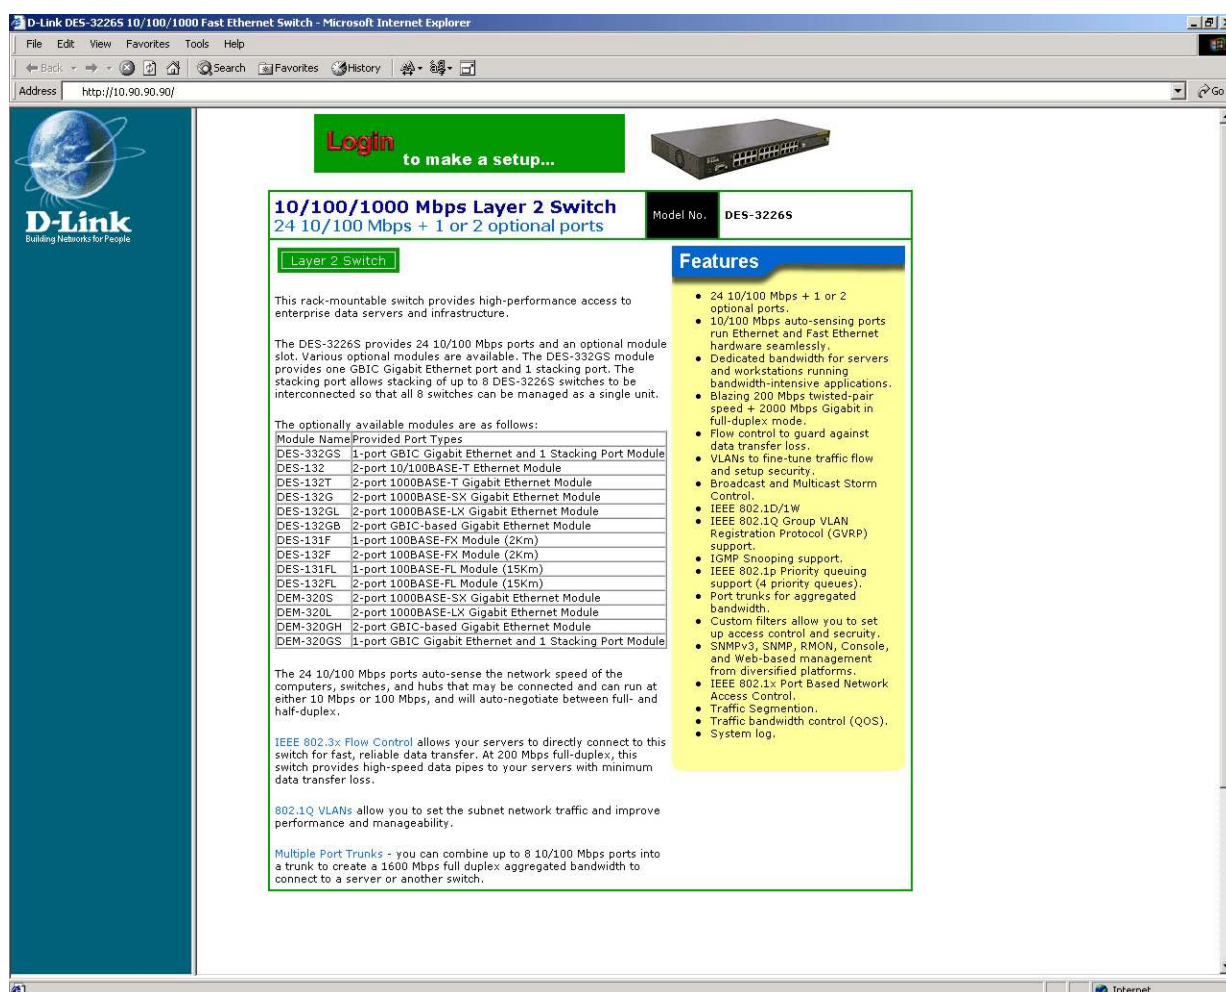 D-Link DES-3226S 10/100/1000 Fast Ethernet Switch - Microsoft Internet Explorer
File Edit View Favorites Tools Help
Back Search Favorites History
Address http://10.90.90.90/ Go
D-Link
Building Networks for People
Login
to make a setup...
10/100/1000 Mbps Layer 2 Switch
24 10/100 Mbps + 1 or 2 optional ports
Model No. DES-3226S
Layer 2 Switch
This rack-mountable switch provides high-performance access to
enterprise data servers and infrastructure.
The DES-3226S provides 24 10/100 Mbps ports and an optional module
slot. Various optional modules are available. The DES-332GS module
provides one GBIC Gigabit Ethernet port and 1 stacking port. The
stacking port allows stacking of up to 8 DES-3226S switches to be
interconnected so that all 8 switches can be managed as a single unit.
The optionally available modules are as follows:
Module Name Provided Port Types
DES-332GS 1-port GBIC Gigabit Ethernet and 1 Stacking Port Module
DES-132 2-port 10/100BASE-T Ethernet Module
DES-132T 2-port 1000BASE-T Gigabit Ethernet Module
DES-132G 2-port 1000BASE-SX Gigabit Ethernet Module
DES-132GL 2-port 1000BASE-LX Gigabit Ethernet Module
DES-132GB 2-port GBIC-based Gigabit Ethernet Module
DES-131F 1-port 100BASE-FX Module (2Km)
DES-132F 2-port 100BASE-FX Module (2Km)
DES-131FL 1-port 100BASE-FL Module (15Km)
DES-132FL 2-port 100BASE-FL Module (15Km)
DEM-320S 2-port 1000BASE-SX Gigabit Ethernet Module
DEM-320L 2-port 1000BASE-LX Gigabit Ethernet Module
DEM-320GH 2-port GBIC-based Gigabit Ethernet Module
DEM-320GS 1-port GBIC Gigabit Ethernet and 1 Stacking Port Module
The 24 10/100 Mbps ports auto-sense the network speed of the
computers, switches, and hubs that may be connected and can run at
either 10 Mbps or 100 Mbps, and will auto-negotiate between full- and
half-duplex.
IEEE 802.3x Flow Control allows your servers to directly connect to this
switch for fast, reliable data transfer. At 200 Mbps full-duplex, this
switch provides high-speed data pipes to your servers with minimum
data transfer loss.
802.1Q VLANs allow you to set the subnet network traffic and improve
performance and manageability.
Multiple Port Trunks - you can combine up to 8 10/100 Mbps ports into
a trunk to create a 1600 Mbps full duplex aggregated bandwidth to
connect to a server or another switch.
Features
• 24 10/100 Mbps + 1 or 2
optional ports.
• 10/100 Mbps auto-sensing ports
run Ethernet and Fast Ethernet
hardware seamlessly.
• Dedicated bandwidth for servers
and workstations running
bandwidth-intensive applications.
• Blazing 200 Mbps twisted-pair
speed + 2000 Mbps Gigabit in
full-duplex mode.
• Flow control to guard against
data transfer loss.
• VLANs to fine-tune traffic flow
and setup security.
• Broadcast and Multicast Storm
Control.
• IEEE 802.1D/1W
• IEEE 802.1Q Group VLAN
Registration Protocol (GVRP)
support.
• IGMP Snooping support.
• IEEE 802.1p Priority queuing
support (4 priority queues).
• Port trunks for aggregated
bandwidth.
• Custom filters allow you to set
up access control and secruity.
• SNMPv3, SNMP, RMON, Console,
and Web-based management
from diversified platforms.
• IEEE 802.1x Port Based Network
Access Control.
• Traffic Segmention.
• Traffic bandwidth control (QOS).
• System log.
Internet